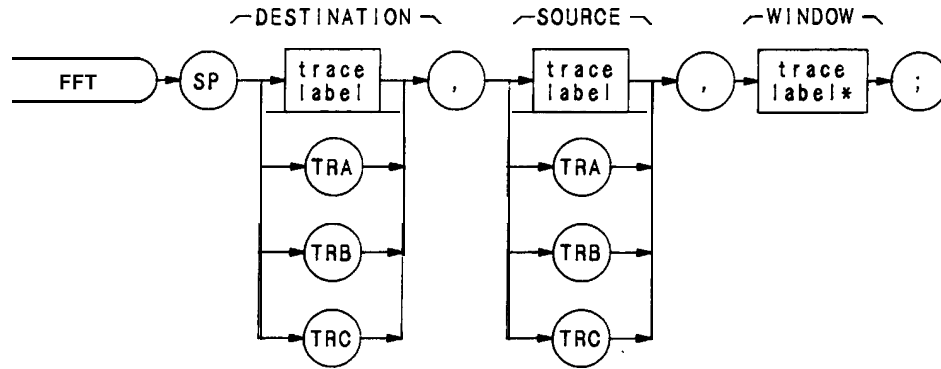 DESTINATION SOURCE WINDOW
FFT SP trace label , trace label , trace label* ;
TRA TRA
TRB TRB
TRC TRC